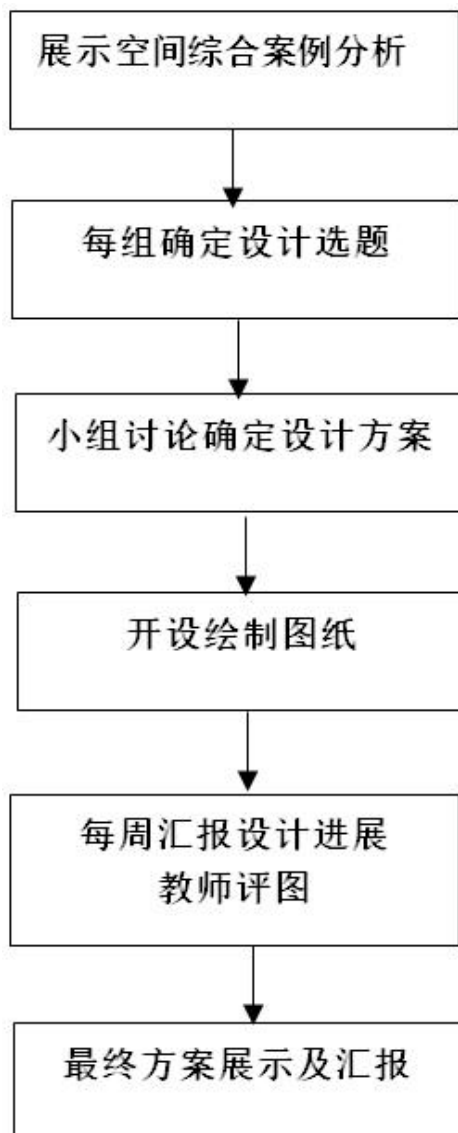 展示空间综合案例分析
每组确定设计选题
小组讨论确定设计方案
开设绘制图纸
每周汇报设计进展
教师评图
最终方案展示及汇报